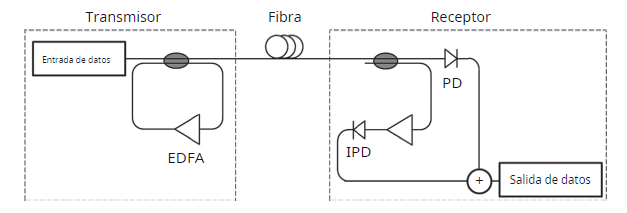 Transmisor
Fibra
Receptor
Entrada de datos
PD
EDFA
IPD
+
Salida de datos